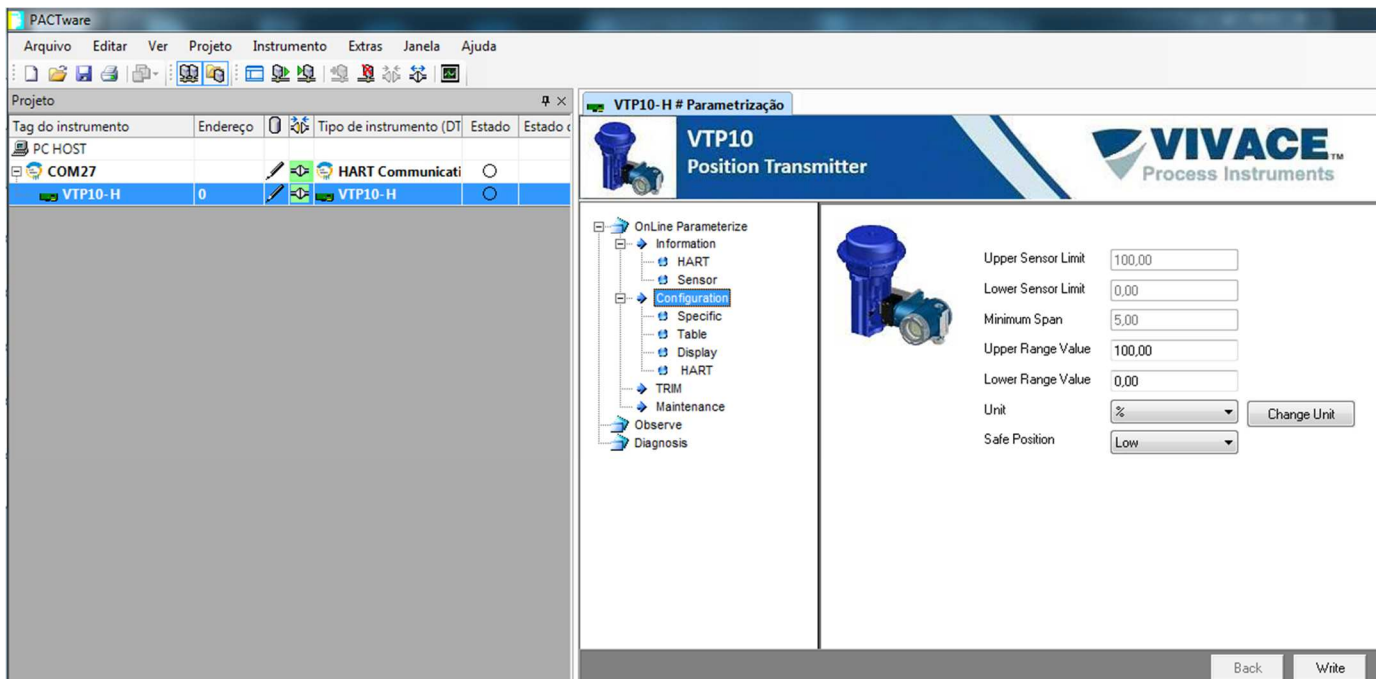 PACTware
Arquivo Editar Ver Projeto Instrumento Extras Janela Ajuda
Projeto
Tag do instrumento Endereço Tipo de instrumento (DT Estado Estado c
PC HOST
COM27 HART Communicati
VTP10-H 0 VTP10-H
VTP10-H # Parametrização
VTP10
Position Transmitter
VIVACE™
Process Instruments
OnLine Parameterize
Information
HART
Sensor
Configuration
Specific
Table
Display
HART
TRIM
Maintenance
Observe
Diagnosis
Upper Sensor Limit 100,00
Lower Sensor Limit 0,00
Minimum Span 5,00
Upper Range Value 100,00
Lower Range Value 0,00
Unit % Change Unit
Safe Position Low
Back Write